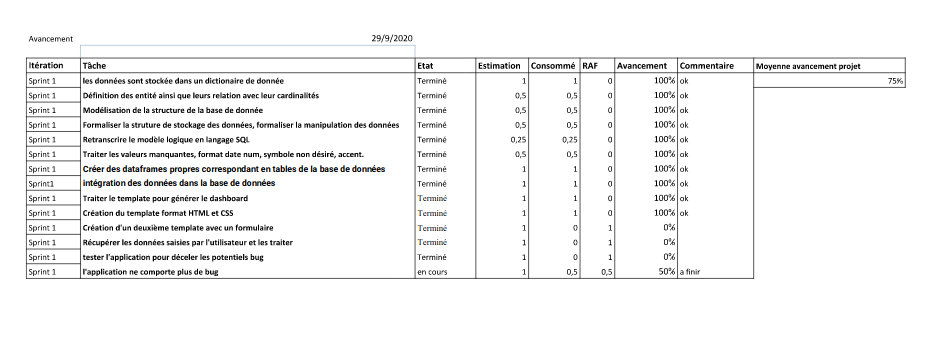 Avancement 29/9/2020
Itération Tâche Etat Estimation Consommé RAF Avancement Commentaire Moyenne avancement projet
Sprint 1 les données sont stockée dans un dictionaire de donnée Terminé 1 1 0 100% ok 75%
Sprint 1 Définition des entité ainsi que leurs relation avec leur cardinalités Terminé 0,5 0,5 0 100% ok
Sprint 1 Modélisation de la structure de la base de donnée Terminé 0,5 0,5 0 100% ok
Sprint 1 Formaliser la struture de stockage des données, formaliser la manipulation des données Terminé 0,5 0,5 0 100% ok
Sprint 1 Retranscrire le modèle logique en langage SQL Terminé 0,25 0,25 0 100% ok
Sprint 1 Traiter les valeurs manquantes, format date num, symbole non désiré, accent. Terminé 0,5 0,5 0 100% ok
Sprint 1 Créer des dataframes propres correspondant en tables de la base de données Terminé 1 1 0 100% ok
Sprint1 intégration des données dans la base de données Terminé 1 1 0 100% ok
Sprint 1 Traiter le template pour générer le dashboard Terminé 1 1 0 100% ok
Sprint 1 Création du template format HTML et CSS Terminé 1 1 0 100% ok
Sprint 1 Création d'un deuxième template avec un formulaire Terminé 1 0 1 0%
Sprint 1 Récupérer les données saisies par l'utilisateur et les traiter Terminé 1 0 1 0%
Sprint 1 tester l'application pour déceler les potentiels bug Terminé 1 0 1 0%
Sprint 1 l'application ne comporte plus de bug en cours 1 0,5 0,5 50% a finir